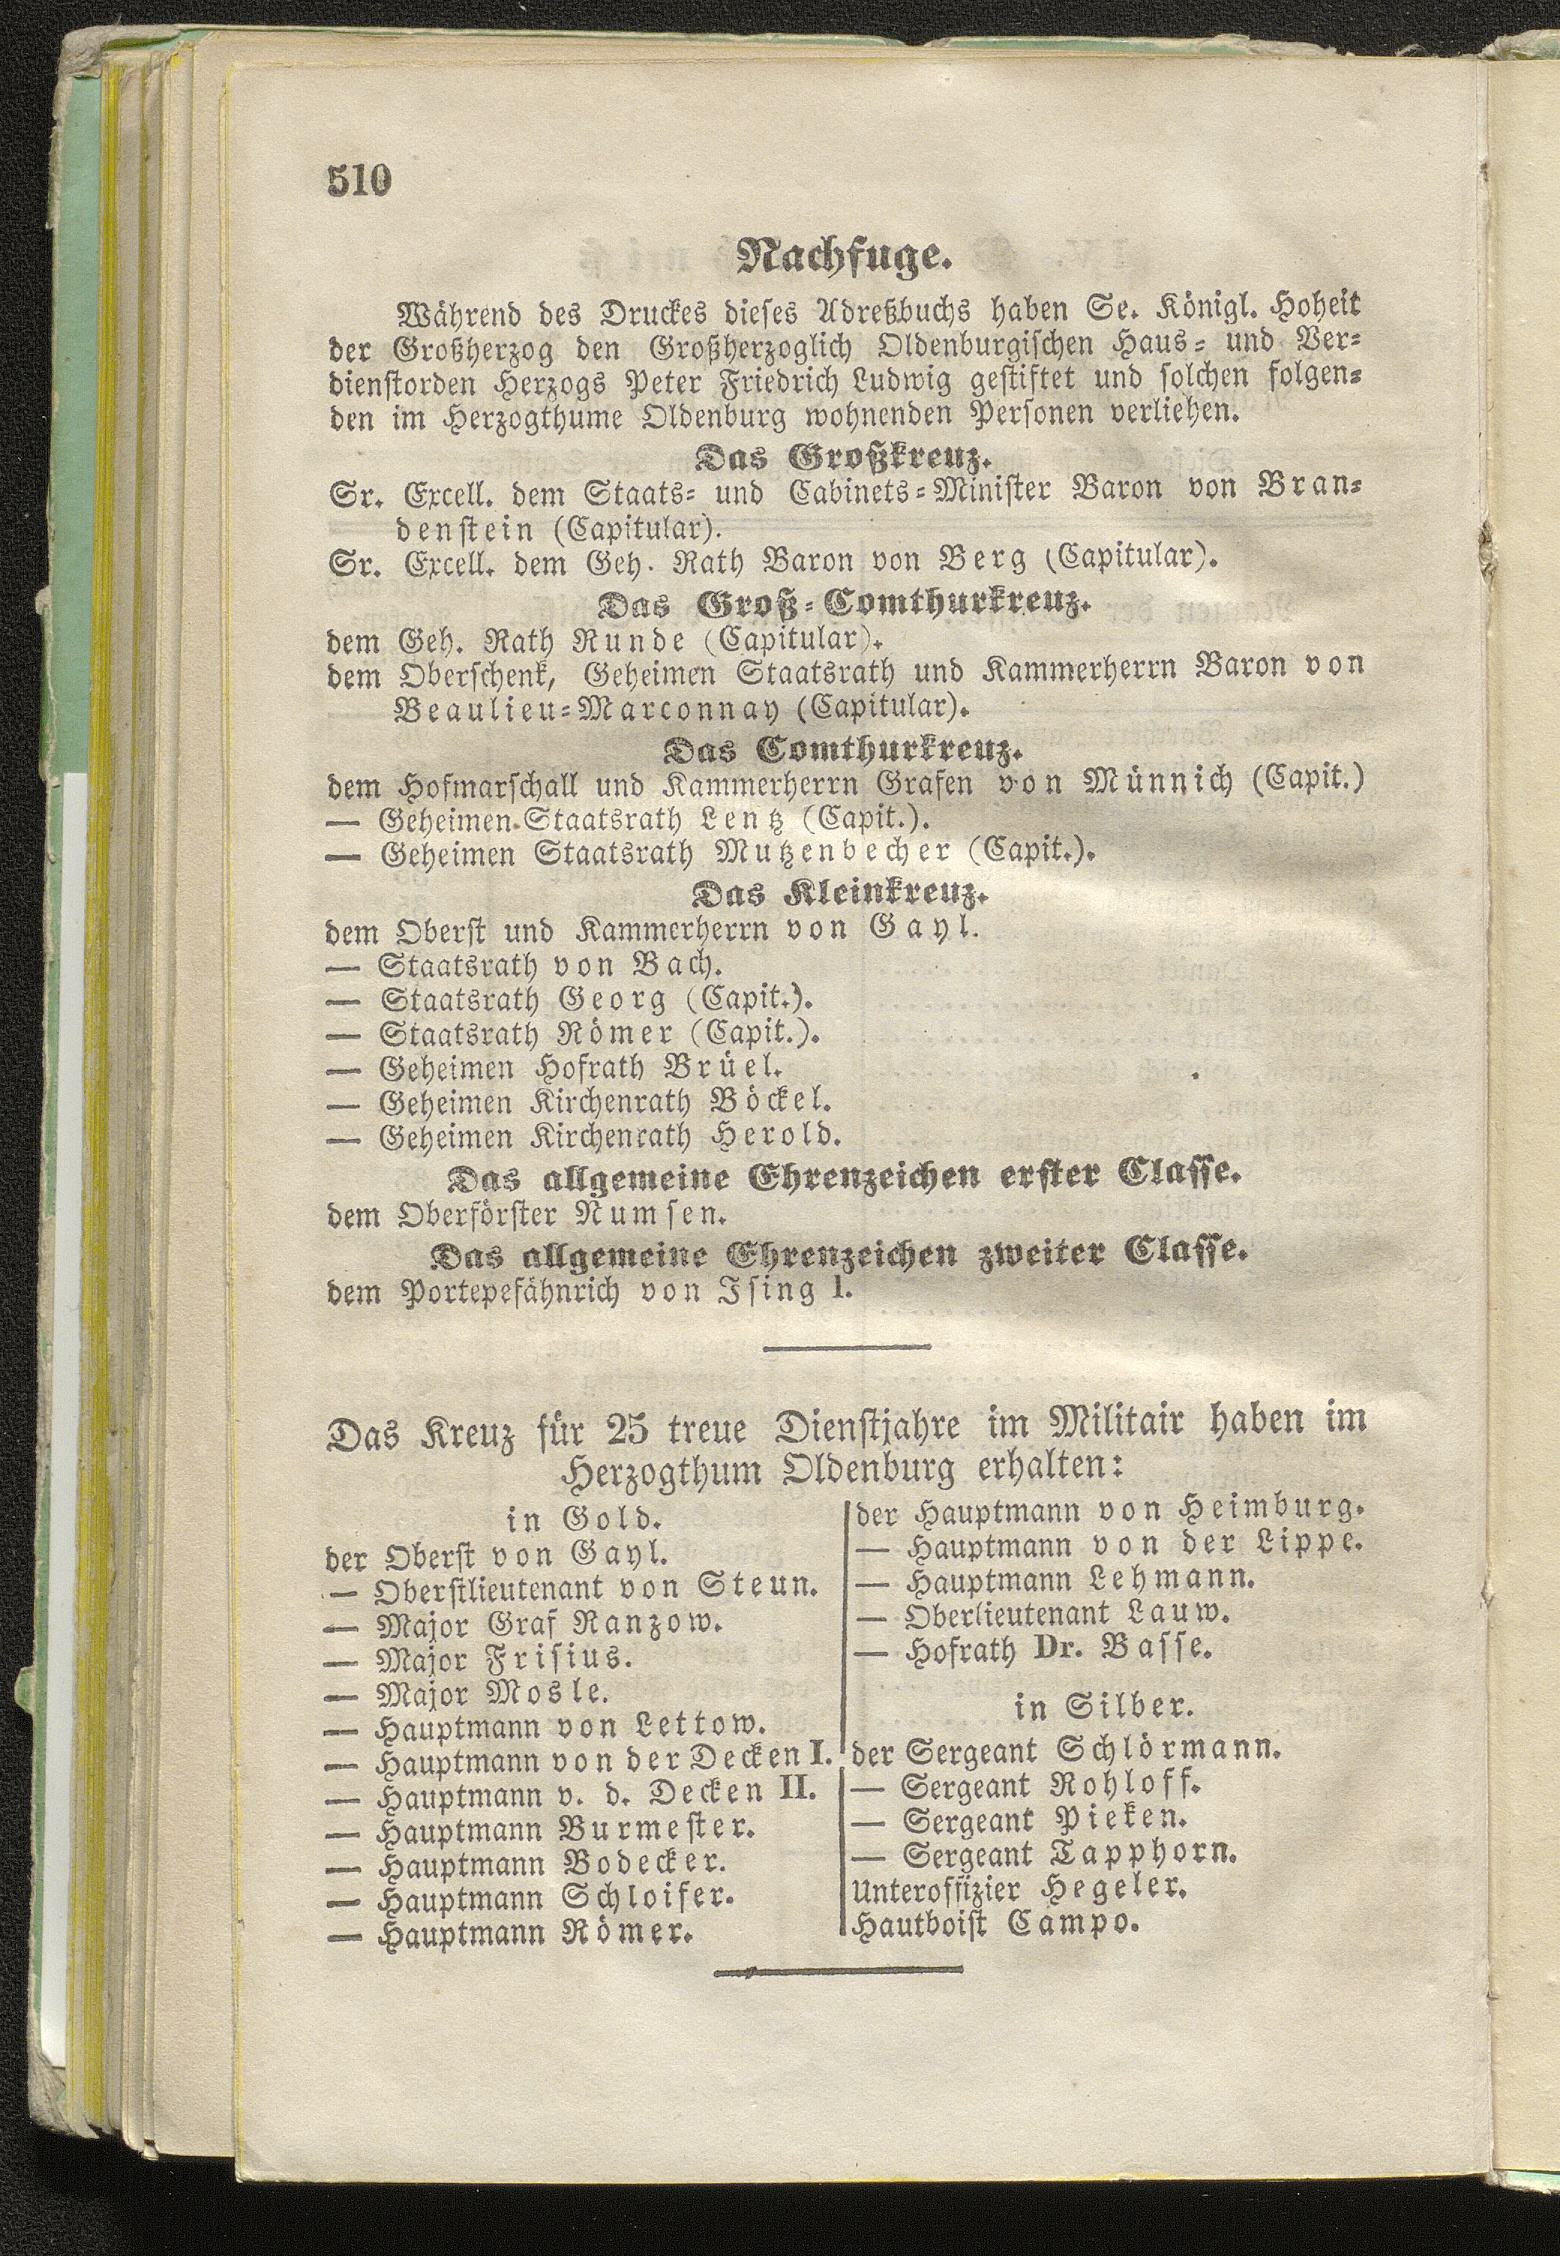 510
Nachfuge.
Während des Druckes dieses Adreßbuchs haben Se. Königl. Hoheit
der Großherzog den Großherzoglich Oldenburgischen Haus- und Ver-
dienstorden Herzogs Peter Friedrich Ludwig gestiftet und solchen folgen-
den im Herzogthume Oldenburg wohnenden Personen verliehen.
Das Großkreuz.
Sr. Excell. dem Staats- und Cabinets-Minister Baron von Bran-
denstein (Capitular).
Sr. Excell. dem Geh. Rath Baron von Berg (Capitular).
Das Groß-Comthurkreuz.
dem Geh. Rath Runde (Capitular).
dem Oberschenk, Geheimen Staatsrath und Kammerherrn Baron von
Beaulieu-Marconnay (Capitular).
Das Comthurkreuz.
dem Hofmarschall und Kammerherrn Grafen von Münnich (Capit.)
— Geheimen Staatsrath Lentz (Capit.).
— Geheimen Staatsrath Mutzenbecher (Capit.).
Das Kleinkreuz.
dem Oberst und Kammerherrn von Gayl.
— Staatsrath von Bach.
— Staatsrath Georg (Capit.).
— Staatsrath Römer (Capit.).
— Geheimen Hofrath Brüel.
— Geheimen Kirchenrath Böckel.
— Geheimen Kirchenrath Herold.
Das allgemeine Ehrenzeichen erster Classe.
dem Oberförster Numsen.
Das allgemeine Ehrenzeichen zweiter Classe.
dem Portepefähnrich von Ising I.
Das Kreuz für 25 treue Dienstjahre im Militair haben im
Herzogthum Oldenburg erhalten:
in Gold.
der Oberst von Gayl.
— Oberstlieutenant von Steun.
— Major Graf Ranzow.
— Major Frisius.
— Major Mosle.
— Hauptmann von Lettow.
— Hauptmann von der Decken I.
— Hauptmann v. d. Decken II.
— Hauptmann Burmester.
— Hauptmann Bodecker.
— Hauptmann Schloifer.
— Hauptmann Römer.
der Hauptmann von Heimburg.
— Hauptmann von der Lippe.
— Hauptmann Lehmann.
— Oberlieutenant Lauw.
— Hofrath Dr. Basse.
in Silber.
der Sergeant Schlörmann.
— Sergeant Rohloff.
— Sergeant Pieken.
— Sergeant Tapphorn.
Unteroffizier Hegeler.
Hautboist Campo.